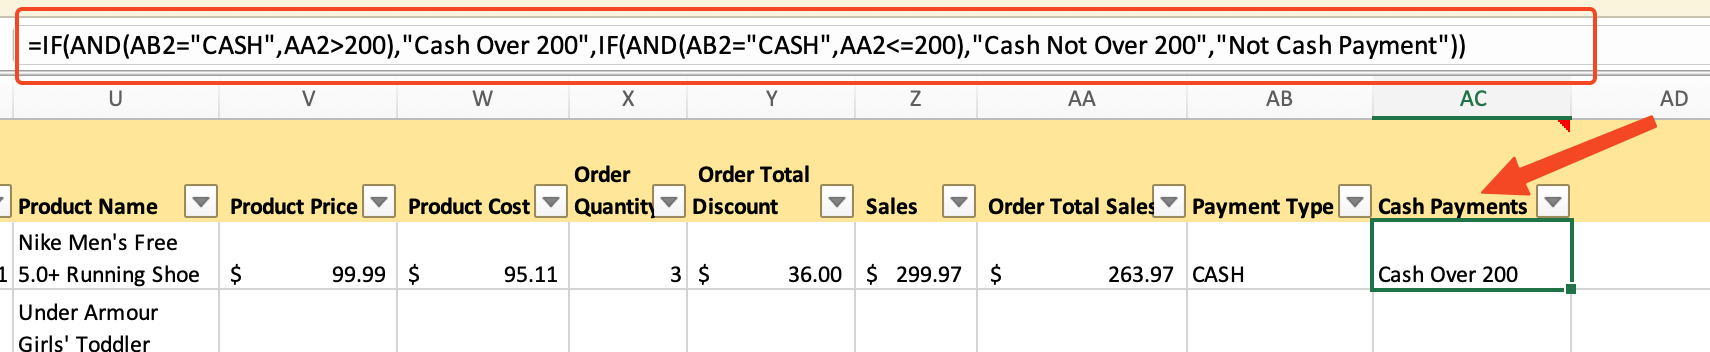 =IF(AND(AB2="CASH",AA2>200),"Cash Over 200",IF(AND(AB2="CASH",AA2<=200),"Cash Not Over 200","Not Cash Payment"))
U V W X Y Z AA AB AC AD
Product Name Product Price Product Cost Order Quantity Order Total Discount Sales Order Total Sales Payment Type Cash Payments
Nike Men's Free
1 5.0+ Running Shoe $ 99.99 $ 95.11 3 $ 36.00 $ 299.97 $ 263.97 CASH Cash Over 200
Under Armour
Girls' Toddler